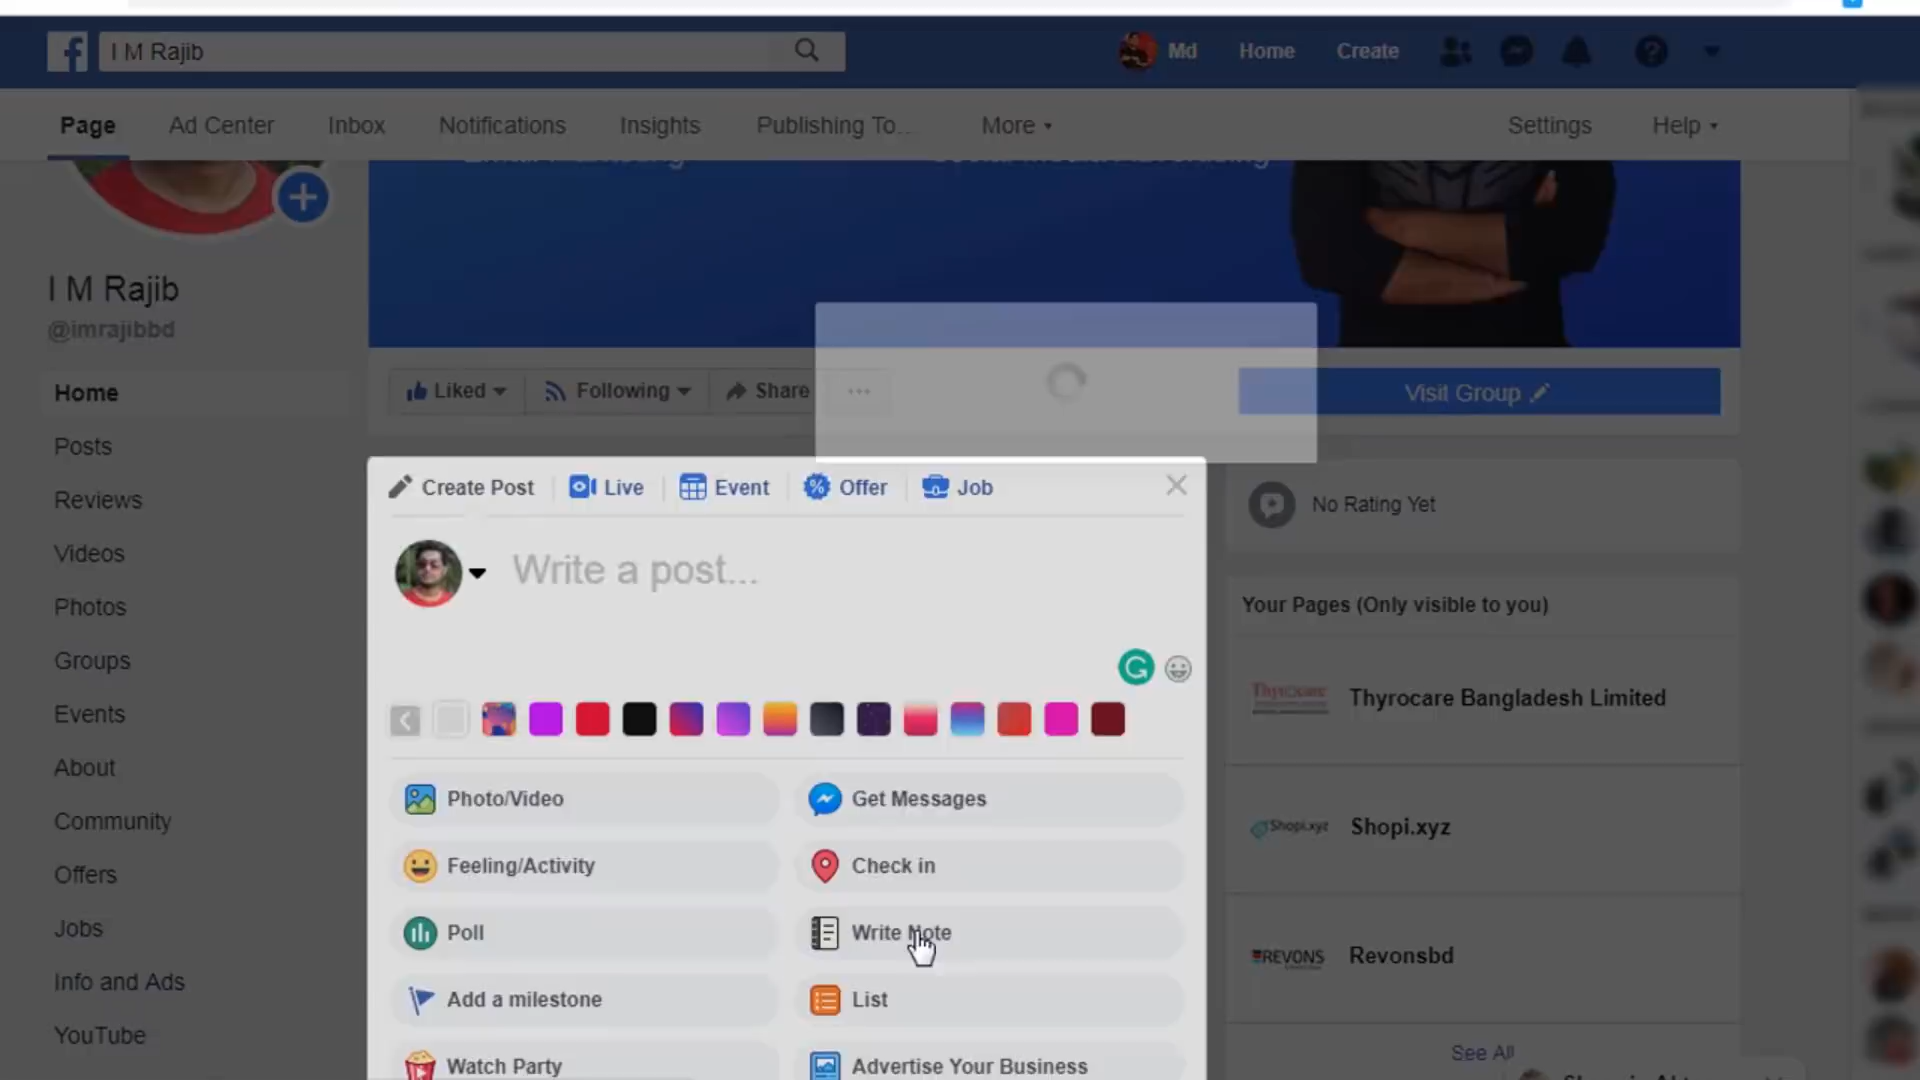 I M Rajib
Md
Home
Create
Page
Ad Center
Inbox
Notifications
Insights
Publishing To...
More
Settings
Help
I M Rajib
@imrajibbd
Home
Posts
Reviews
Videos
Photos
Groups
Events
About
Community
Offers
Jobs
Info and Ads
YouTube
Liked
Following
Share
Visit Group
Create Post
Live
Event
Offer
Job
Write a post...
Photo/Video
Get Messages
Feeling/Activity
Check in
Poll
Write Note
Add a milestone
List
Watch Party
Advertise Your Business
No Rating Yet
Your Pages (Only visible to you)
Thyrocare
Thyrocare Bangladesh Limited
Shopi.xyz
Shopi.xyz
REVONS
Revonsbd
See All